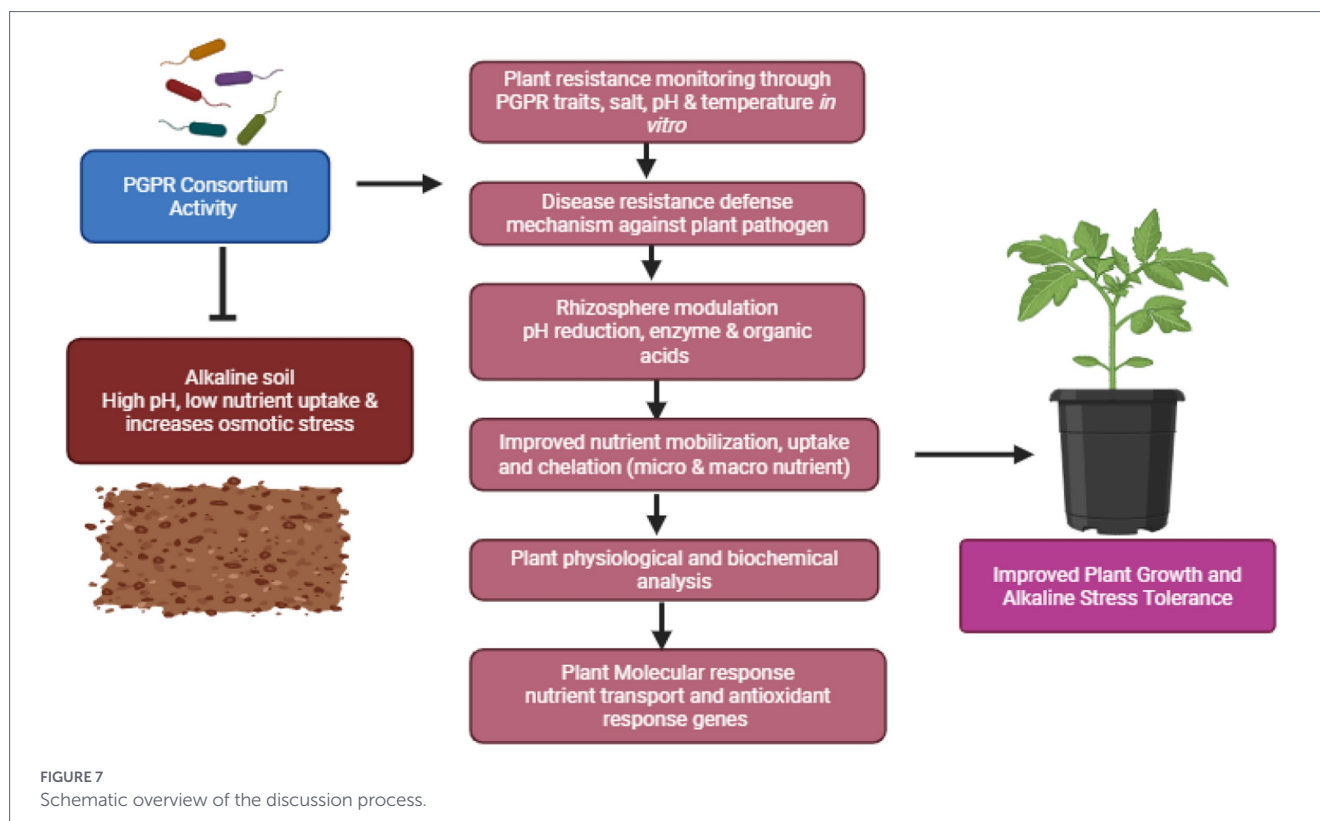 PGPR Consortium
Activity
Alkaline soil
High pH, low nutrient uptake &
increases osmotic stress
Plant resistance monitoring through
PGPR traits, salt, pH & temperature in
vitro
Disease resistance defense
mechanism against plant pathogen
Rhizosphere modulation
pH reduction, enzyme & organic
acids
Improved nutrient mobilization, uptake
and chelation (micro & macro nutrient)
Plant physiological and biochemical
analysis
Plant Molecular response
nutrient transport and antioxidant
response genes
Improved Plant Growth and
Alkaline Stress Tolerance
FIGURE 7
Schematic overview of the discussion process.